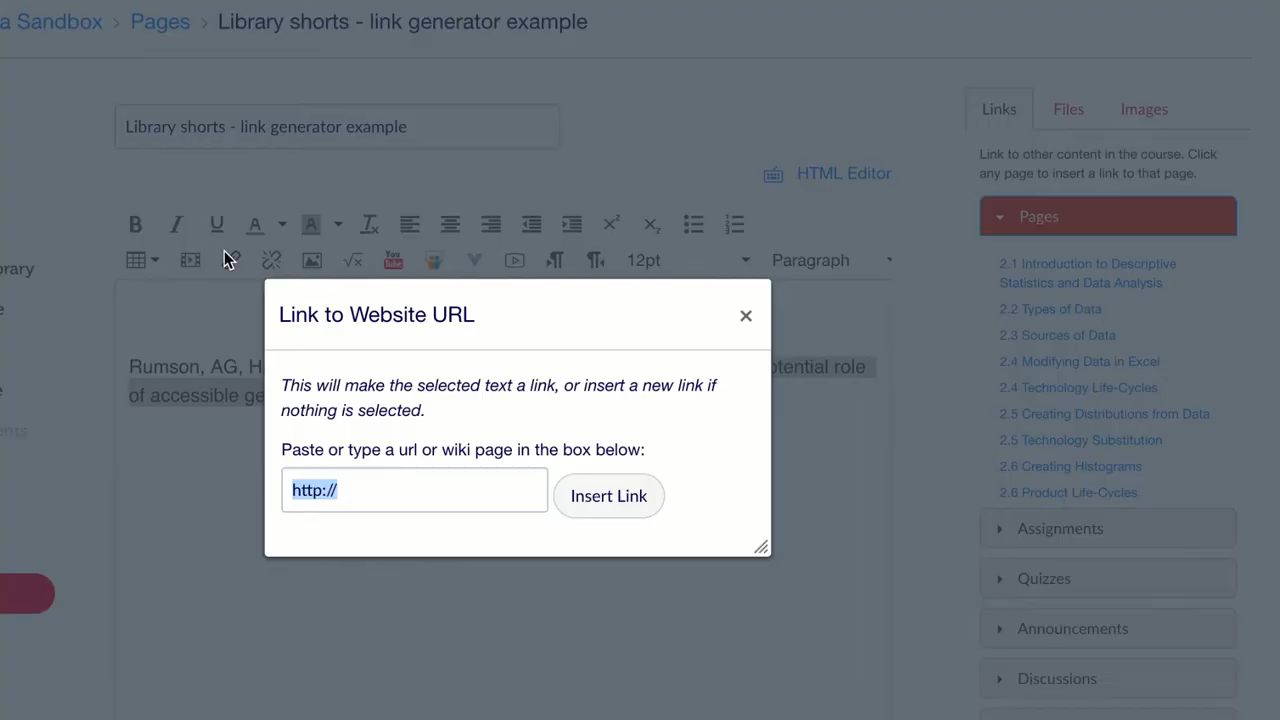 a Sandbox > Pages > Library shorts - link generator example
Library shorts - link generator example
HTML Editor
B I U A A
12pt Paragraph
Rumson, AG, H
of accessible ge
tential role
Link to Website URL
This will make the selected text a link, or insert a new link if
nothing is selected.
Paste or type a url or wiki page in the box below:
http://
Insert Link
Links Files Images
Link to other content in the course. Click
any page to insert a link to that page.
Pages
2.1 Introduction to Descriptive
Statistics and Data Analysis
2.2 Types of Data
2.3 Sources of Data
2.4 Modifying Data in Excel
2.4 Technology Life-Cycles
2.5 Creating Distributions from Data
2.5 Technology Substitution
2.6 Creating Histograms
2.6 Product Life-Cycles
Assignments
Quizzes
Announcements
Discussions